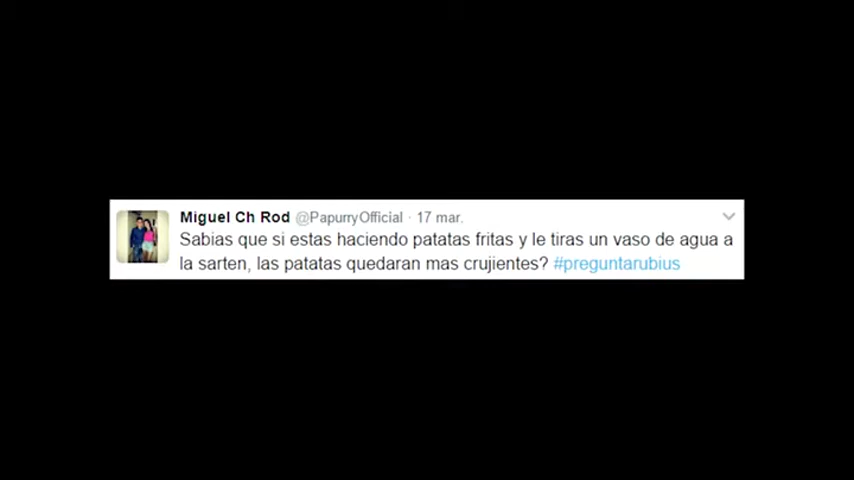 Miguel Ch Rod @PapurryOfficial · 17 mar.
Sabias que si estas haciendo patatas fritas y le tiras un vaso de agua a
la sarten, las patatas quedaran mas crujientes? #preguntarubius